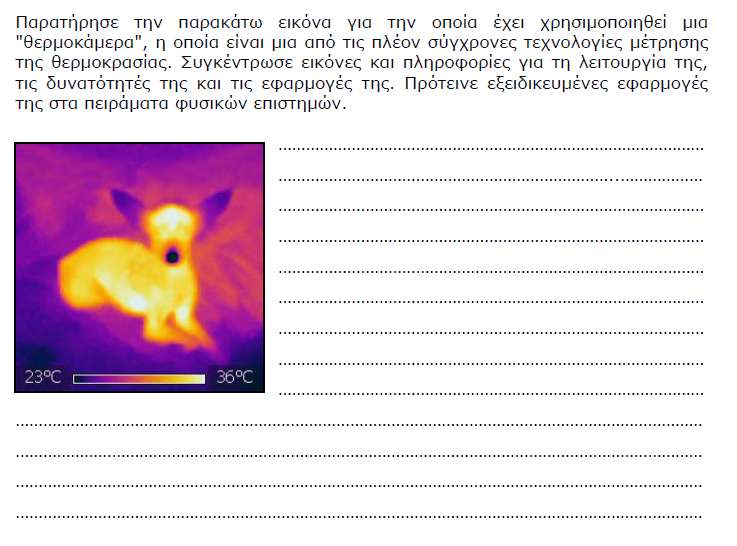 Παρατήρησε την παρακάτω εικόνα για την οποία έχει χρησιμοποιηθεί μια
"θερμοκάμερα", η οποία είναι μια από τις πλέον σύγχρονες τεχνολογίες μέτρησης
της θερμοκρασίας. Συγκέντρωσε εικόνες και πληροφορίες για τη λειτουργία της,
τις δυνατότητές της και τις εφαρμογές της. Πρότεινε εξειδικευμένες εφαρμογές
της στα πειράματα φυσικών επιστημών.
23ºC 36ºC